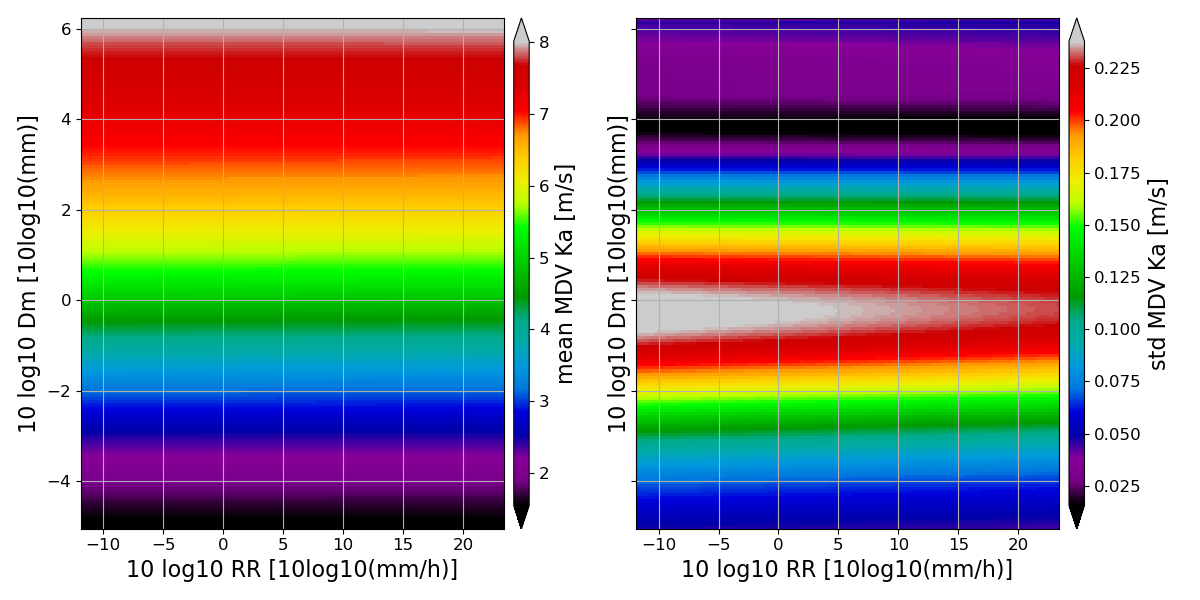 6
4
2
0
−2
−4
10 log10 Dm [10log10(mm)]
−10 −5 0 5 10 15 20
10 log10 RR [10log10(mm/h)]
8
7
6
5
4
3
2
mean MDV Ka [m/s]
10 log10 Dm [10log10(mm)]
−10 −5 0 5 10 15 20
10 log10 RR [10log10(mm/h)]
0.225
0.200
0.175
0.150
0.125
0.100
0.075
0.050
0.025
std MDV Ka [m/s]